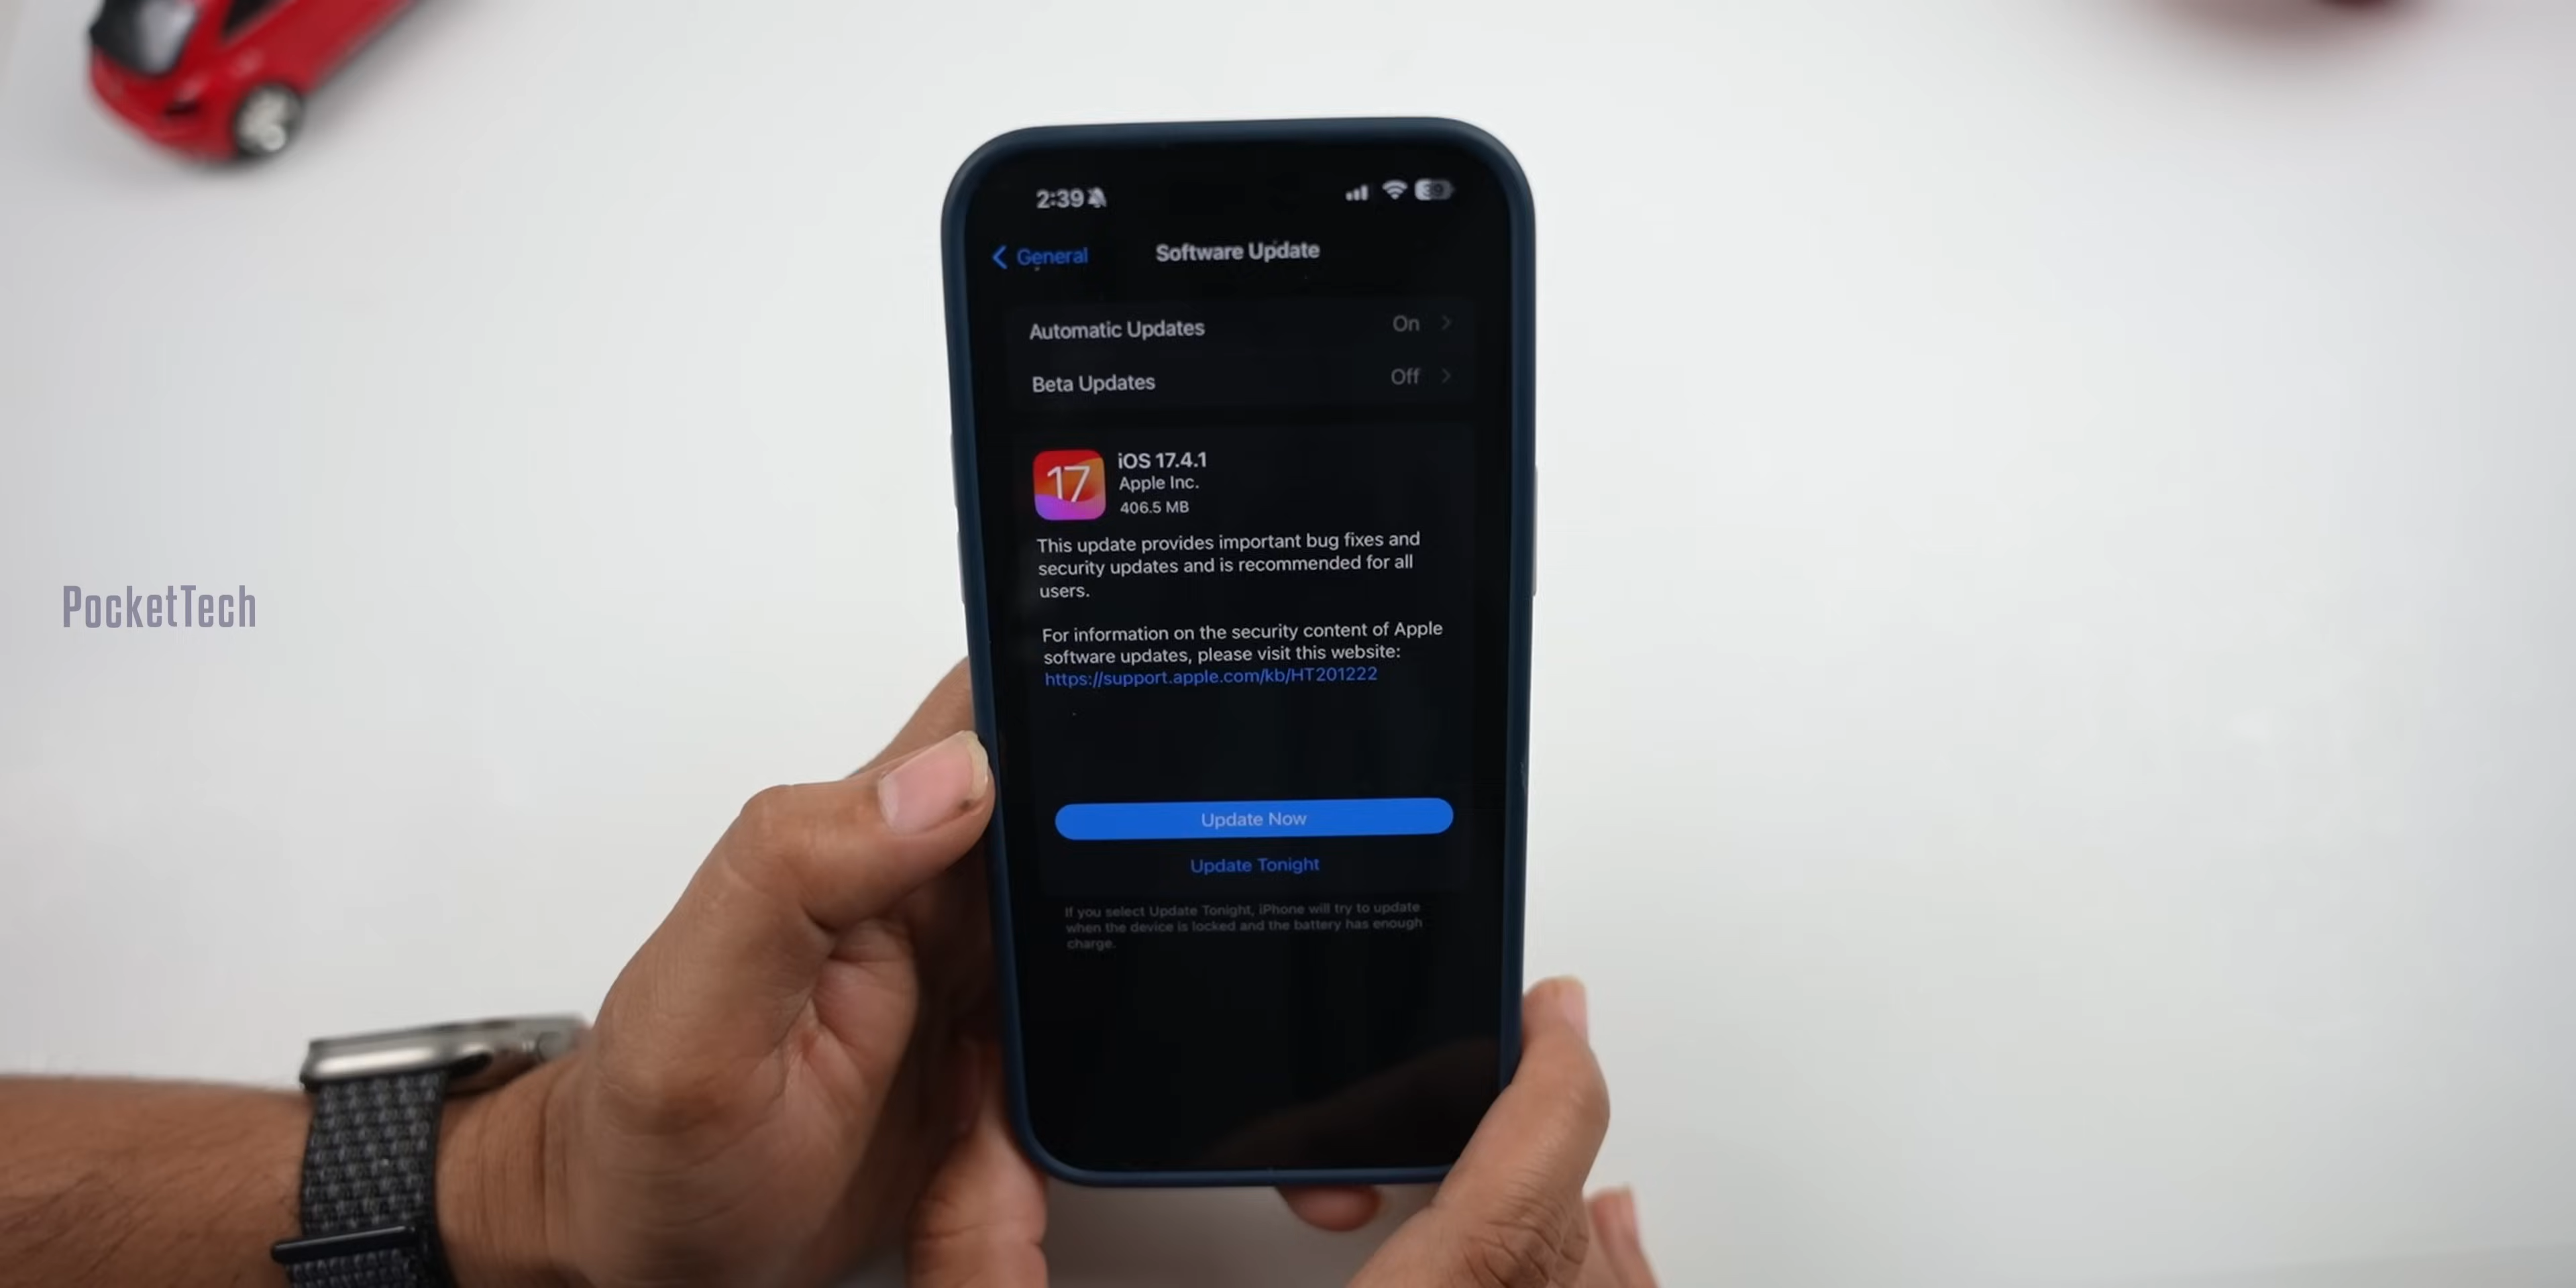 2:39
General
Software Update
Automatic Updates On
Beta Updates Off
17
iOS 17.4.1
Apple Inc.
406.5 MB
This update provides important bug fixes and
security updates and is recommended for all
users.
For information on the security content of Apple
software updates, please visit this website:
https://support.apple.com/kb/HT201222
PocketTech
Update Now
Update Tonight
If you select Update Tonight, iPhone will try to update
when the device is locked and the battery has enough
charge.